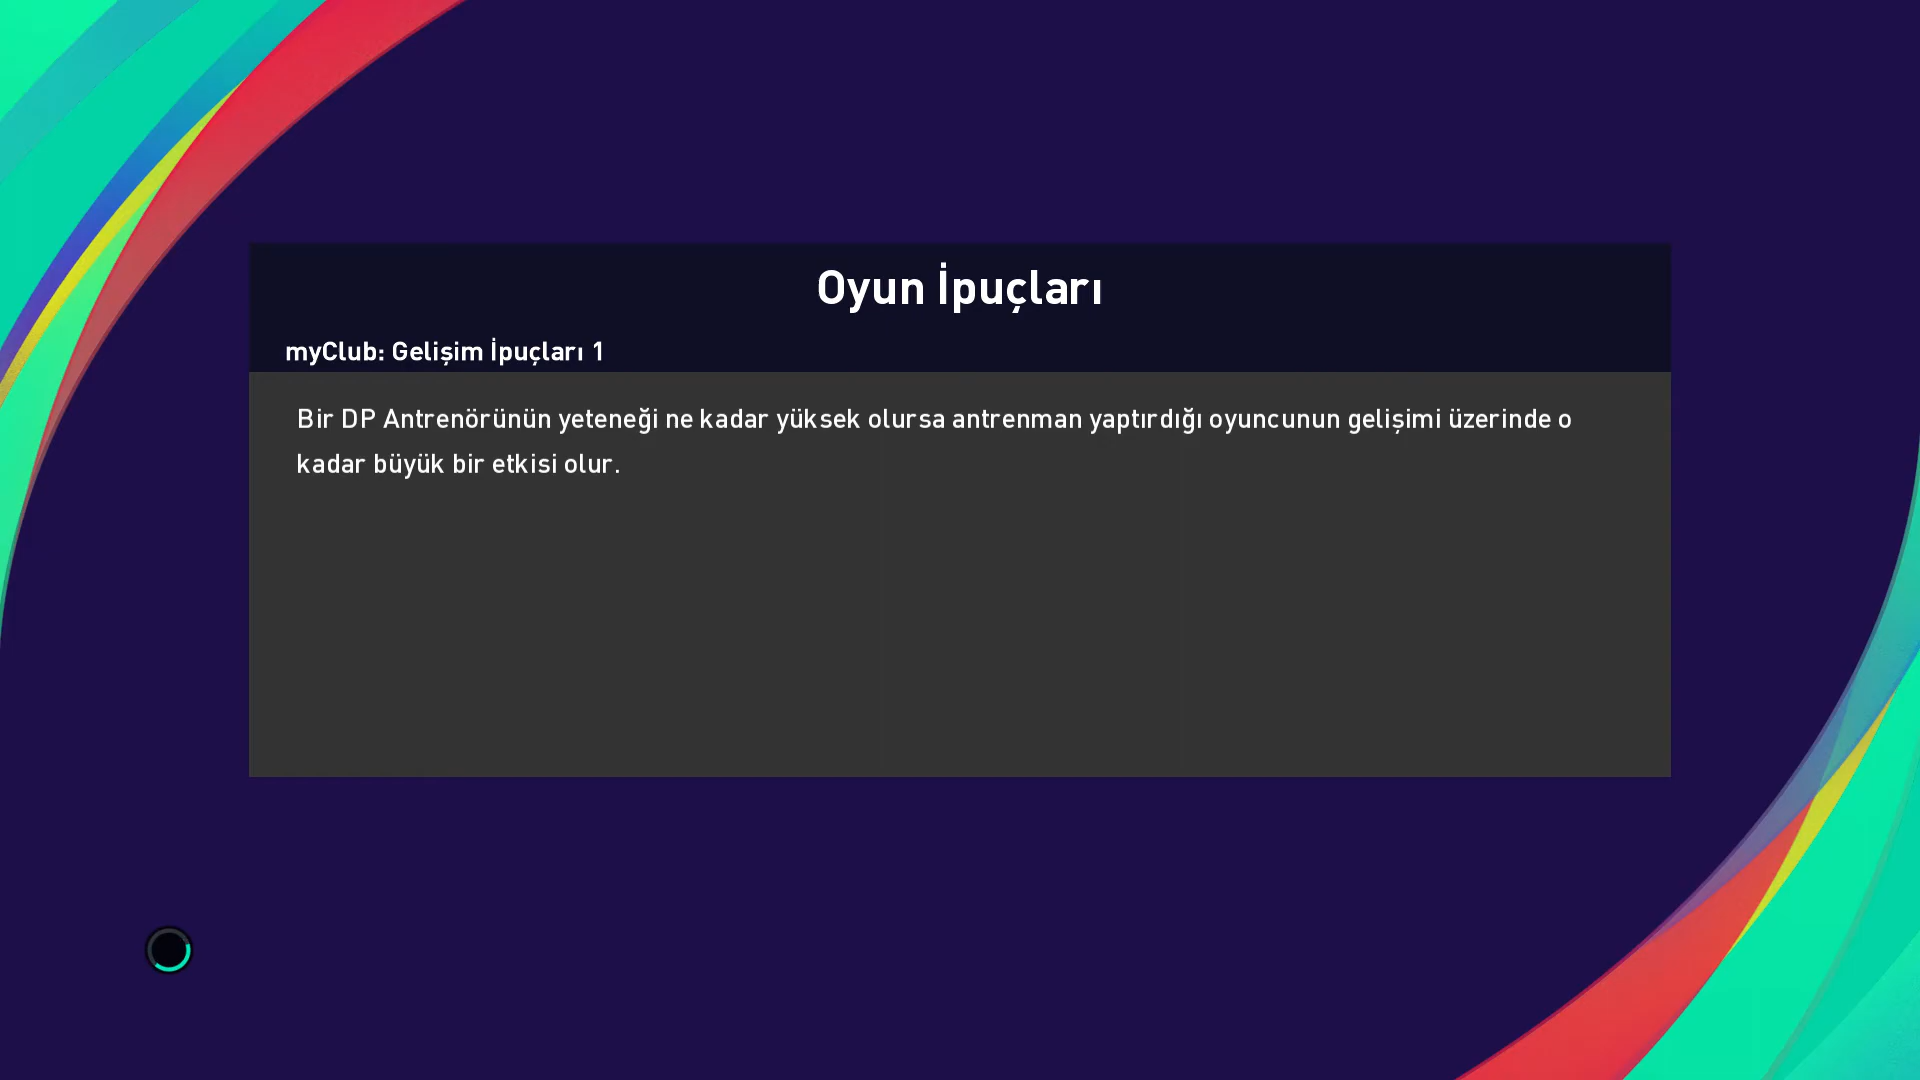 Oyun İpuçları
myClub: Gelişim İpuçları 1
Bir DP Antrenörünün yeteneği ne kadar yüksek olursa antrenman yaptırdığı oyuncunun gelişimi üzerinde o
kadar büyük bir etkisi olur.